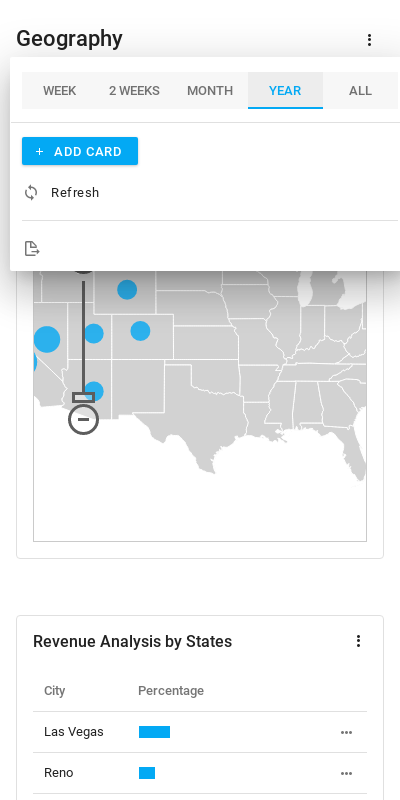 Geography
WEEK 2 WEEKS MONTH YEAR ALL
+ ADD CARD
Refresh
Revenue Analysis by States
City Percentage
Las Vegas
Reno